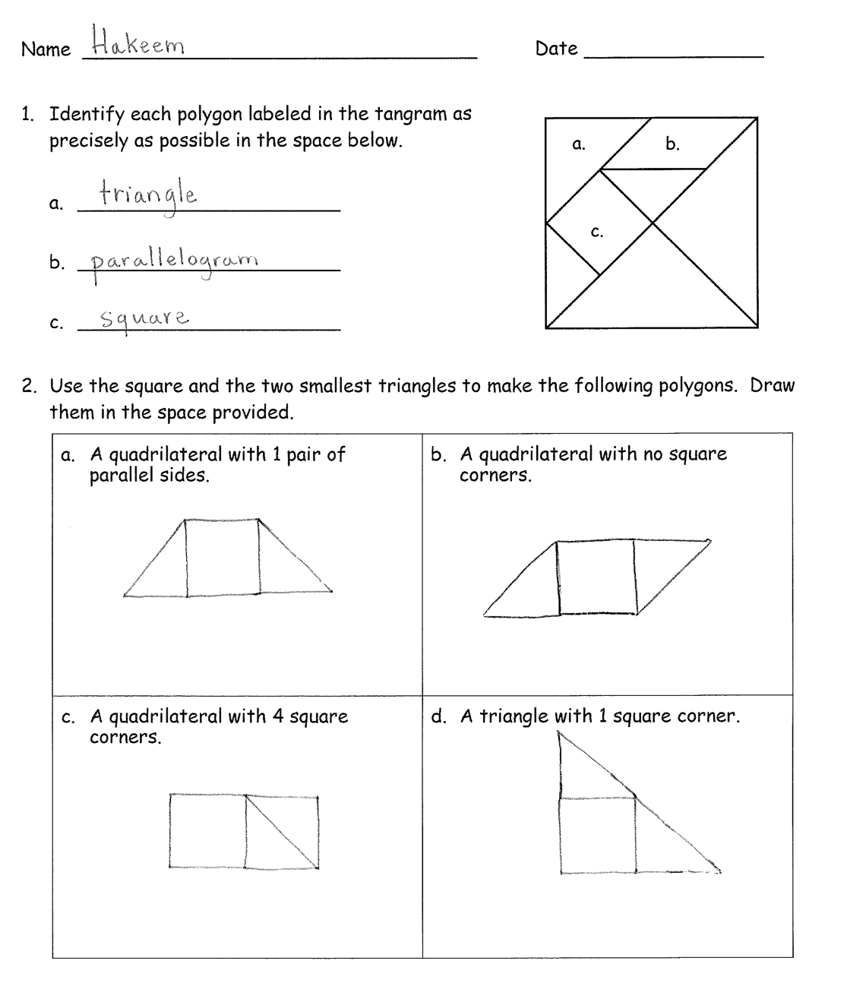 Name Hakeem Date
1. Identify each polygon labeled in the tangram as
precisely as possible in the space below.
a. triangle
b. parallelogram
c. square
a. b.
c.
2. Use the square and the two smallest triangles to make the following polygons. Draw
them in the space provided.
a. A quadrilateral with 1 pair of
parallel sides.
b. A quadrilateral with no square
corners.
c. A quadrilateral with 4 square
corners.
d. A triangle with 1 square corner.